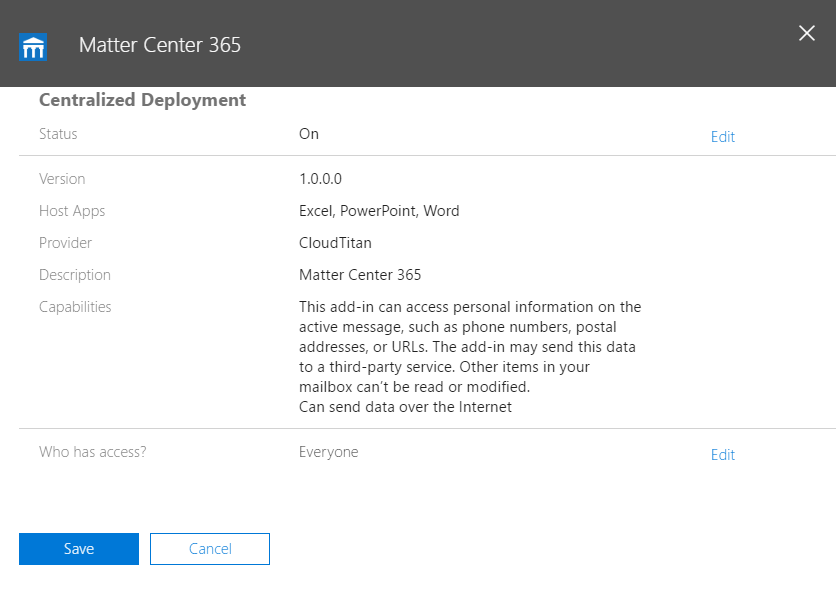 Matter Center 365
Centralized Deployment
Status On Edit
Version 1.0.0.0
Host Apps Excel, PowerPoint, Word
Provider CloudTitan
Description Matter Center 365
Capabilities This add-in can access personal information on the
active message, such as phone numbers, postal
addresses, or URLs. The add-in may send this data
to a third-party service. Other items in your
mailbox can't be read or modified.
Can send data over the Internet
Who has access? Everyone Edit
Save Cancel